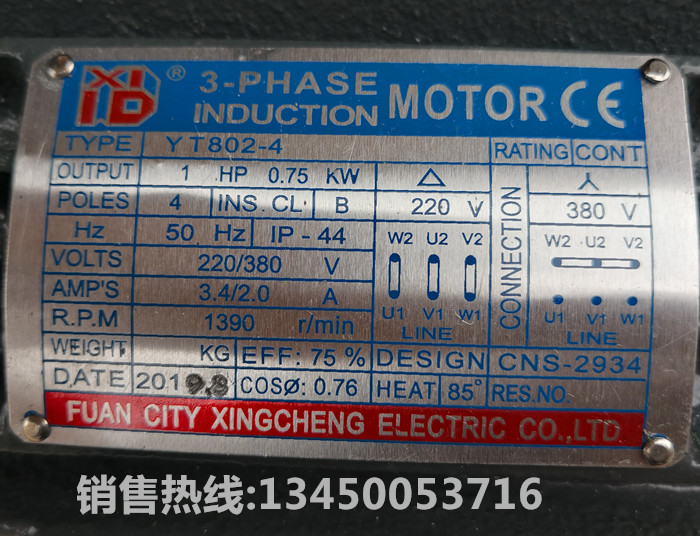 XI
ID ® 3-PHASE INDUCTION MOTOR CE
TYPE YT802-4 RATING CONT
OUTPUT 1 HP 0.75 KW △ 人
POLES 4 INS.CL B 220 V 380 V
Hz 50 Hz IP-44 W2 U2 V2 CONNECTION W2 U2 V2
VOLTS 220/380 V
AMP'S 3.4/2.0 A U1 V1 W1 U1 V1 W1
R.P.M 1390 r/min LINE LINE
WEIGHT KG EFF: 75 % DESIGN CNS-2934
DATE 2019.8 COSØ: 0.76 HEAT 85° RES.NO.
FUAN CITY XINGCHENG ELECTRIC CO.,LTD
销售热线:13450053716